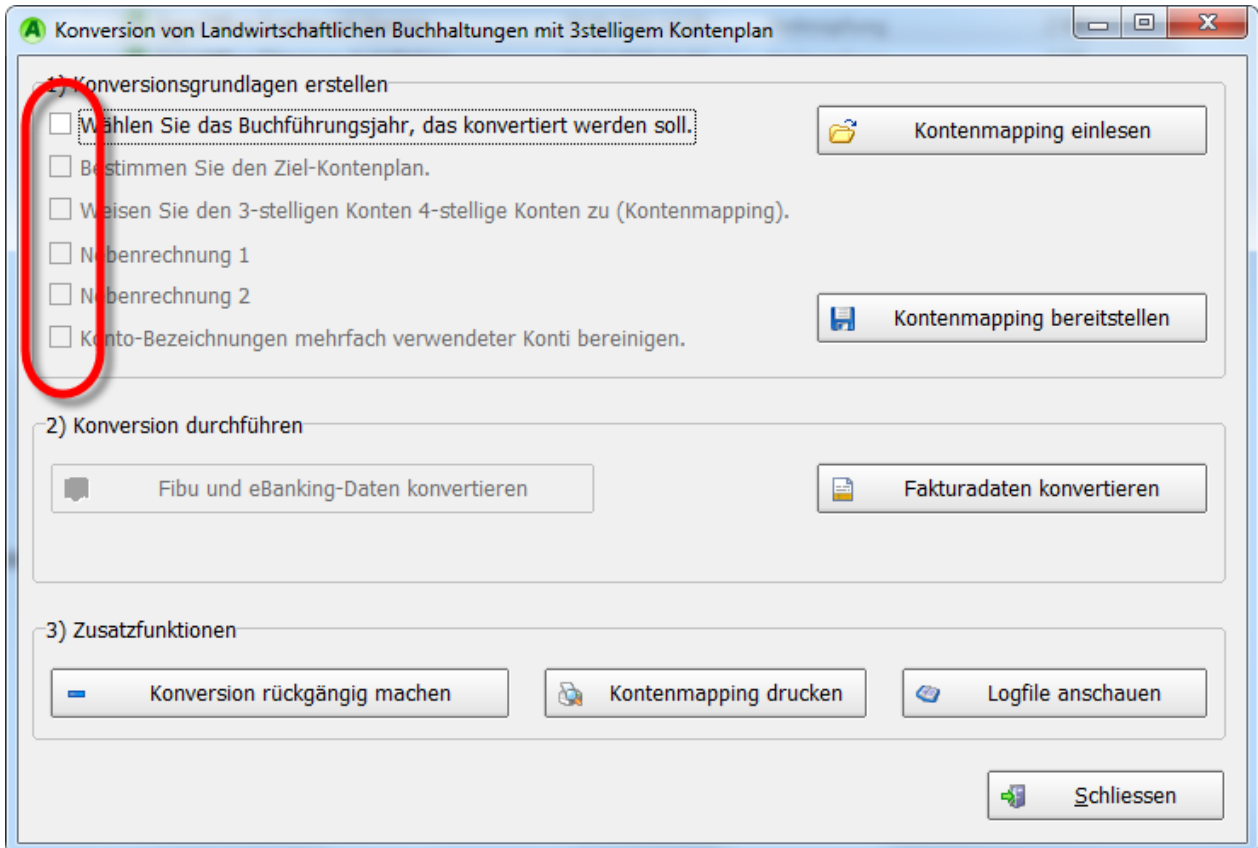 Konversion von Landwirtschaftlichen Buchhaltungen mit 3stelligem Kontenplan
1) Konversionsgrundlagen erstellen
Wählen Sie das Buchführungsjahr, das konvertiert werden soll.
Kontenmapping einlesen
Bestimmen Sie den Ziel-Kontenplan.
Weisen Sie den 3-stelligen Konten 4-stellige Konten zu (Kontenmapping).
Nebenrechnung 1
Nebenrechnung 2
Kontenmapping bereitstellen
Konto-Bezeichnungen mehrfach verwendeter Konti bereinigen.
2) Konversion durchführen
Fibu und eBanking-Daten konvertieren
Fakturadaten konvertieren
3) Zusatzfunktionen
Konversion rückgängig machen
Kontenmapping drucken
Logfile anschauen
Schliessen